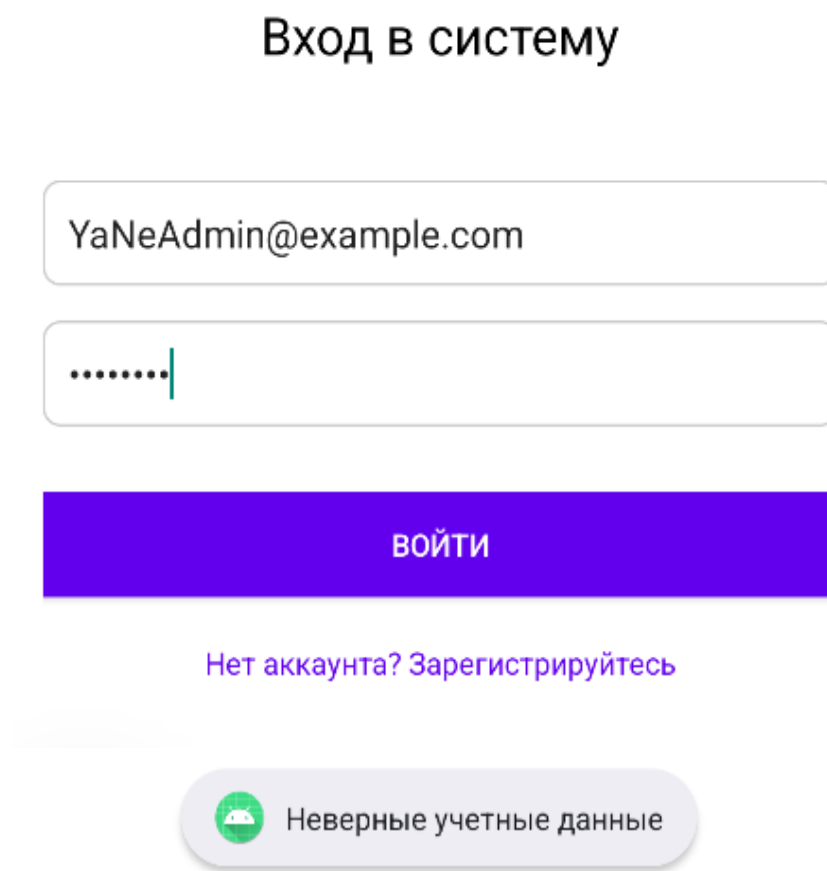 Вход в систему
YaNeAdmin@example.com
••••••••
ВОЙТИ
Нет аккаунта? Зарегистрируйтесь
Неверные учетные данные